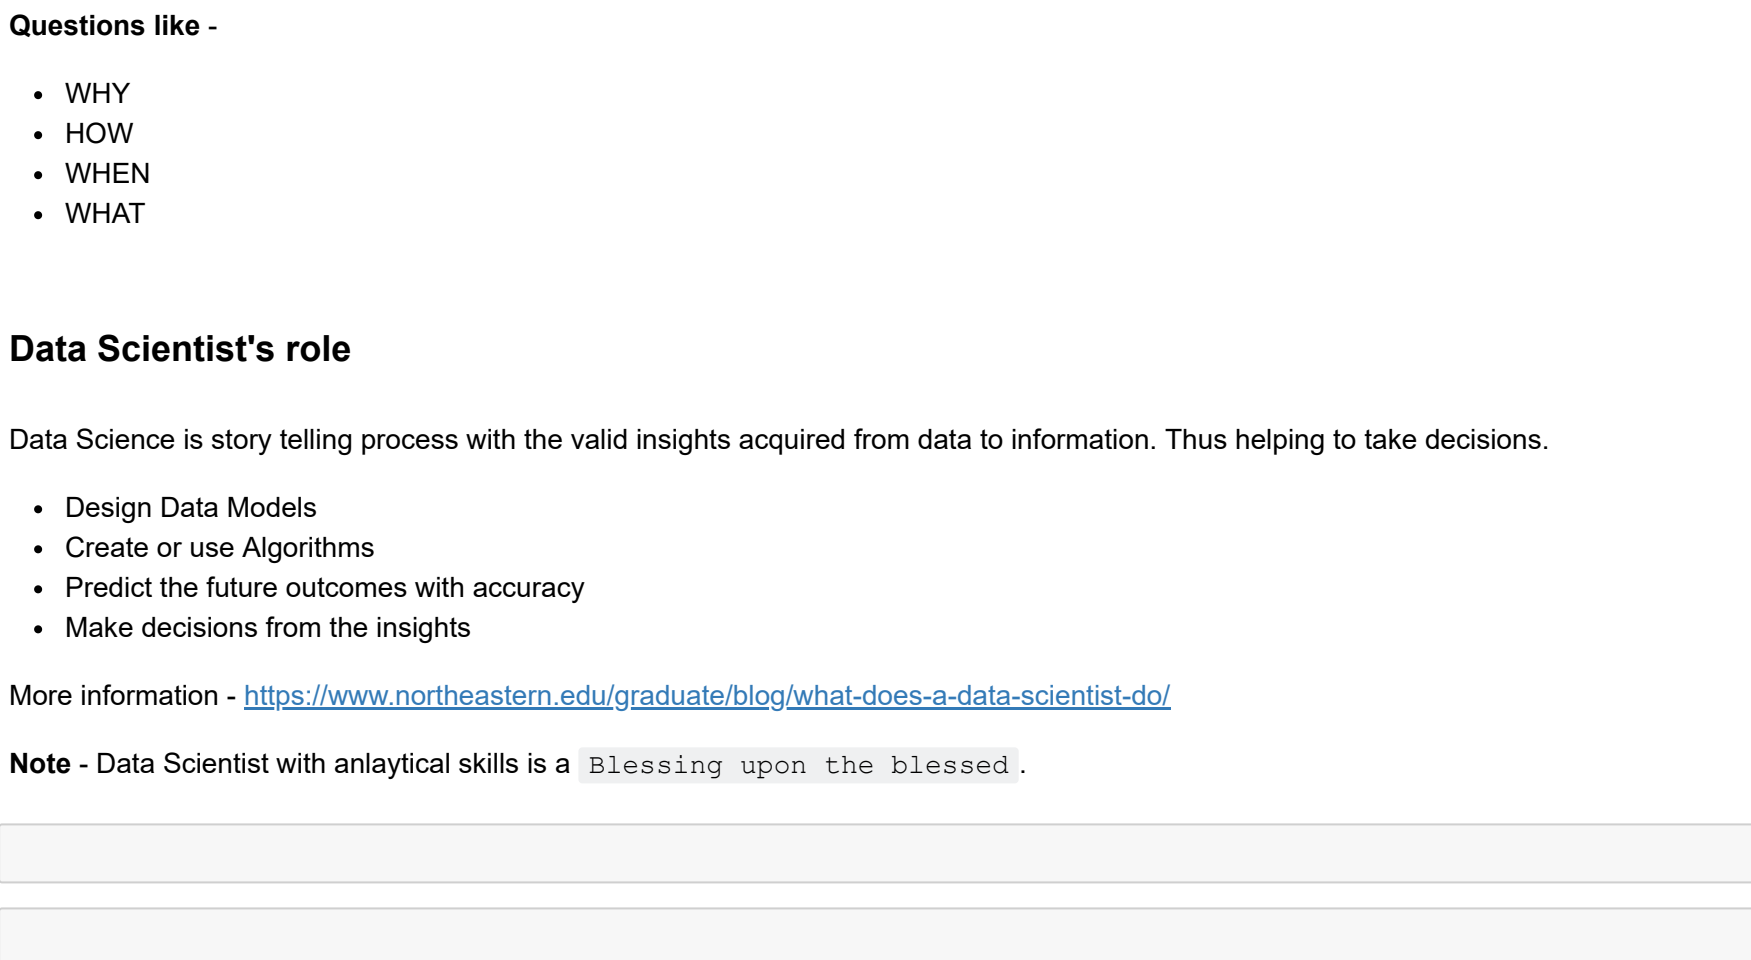 Questions like -
• WHY
• HOW
• WHEN
• WHAT
Data Scientist's role
Data Science is story telling process with the valid insights acquired from data to information. Thus helping to take decisions.
• Design Data Models
• Create or use Algorithms
• Predict the future outcomes with accuracy
• Make decisions from the insights
More information - https://www.northeastern.edu/graduate/blog/what-does-a-data-scientist-do/
Note - Data Scientist with anlaytical skills is a Blessing upon the blessed.